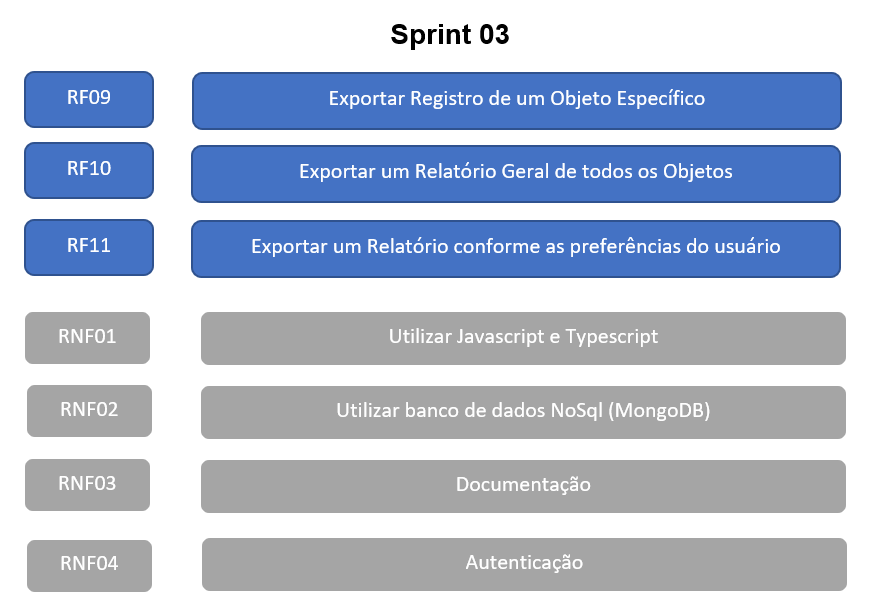 Sprint 03
RF09 Exportar Registro de um Objeto Específico
RF10 Exportar um Relatório Geral de todos os Objetos
RF11 Exportar um Relatório conforme as preferências do usuário
RNF01 Utilizar Javascript e Typescript
RNF02 Utilizar banco de dados NoSql (MongoDB)
RNF03 Documentação
RNF04 Autenticação